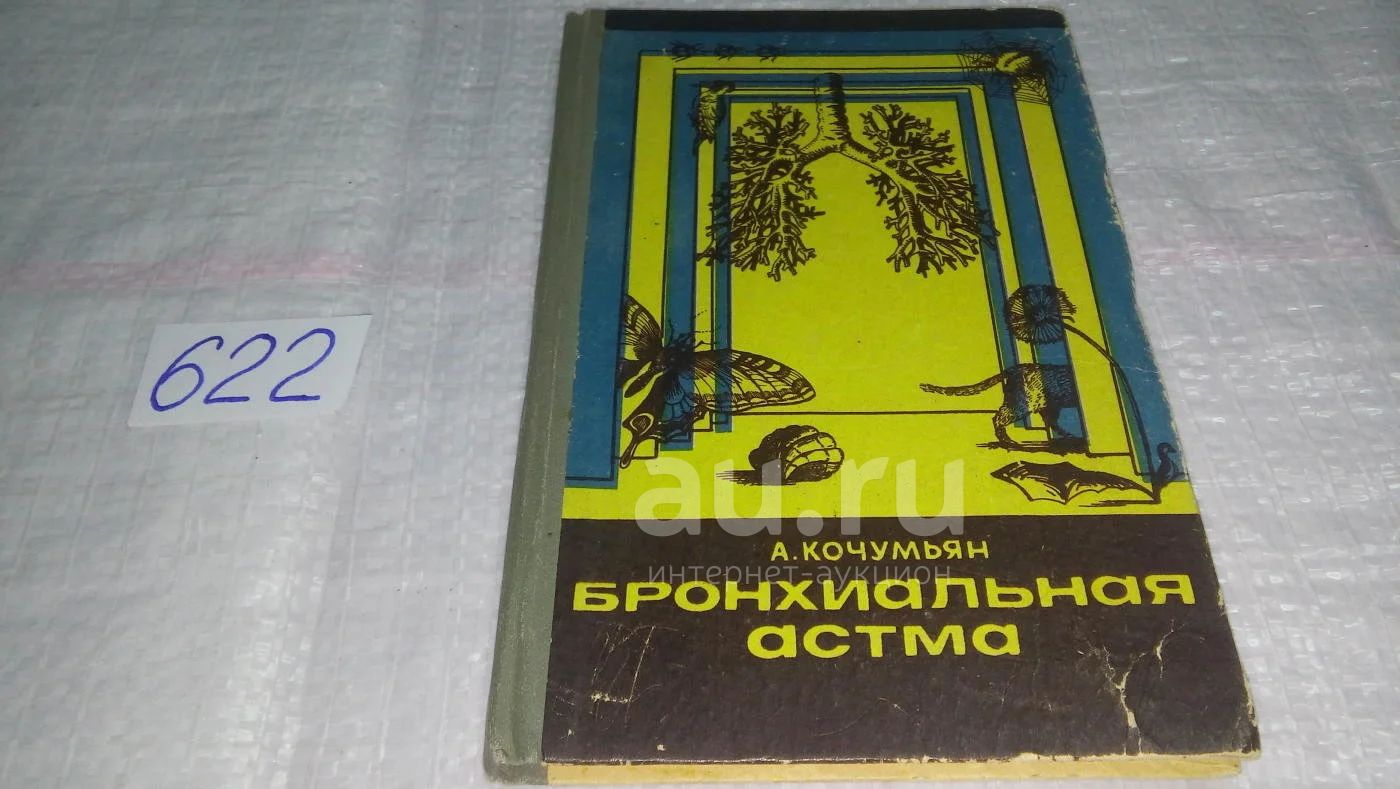 622
au.ru
интернет-аукцион
А. КОЧУМЬЯН
БРОНХИАЛЬНАЯ
АСТМА